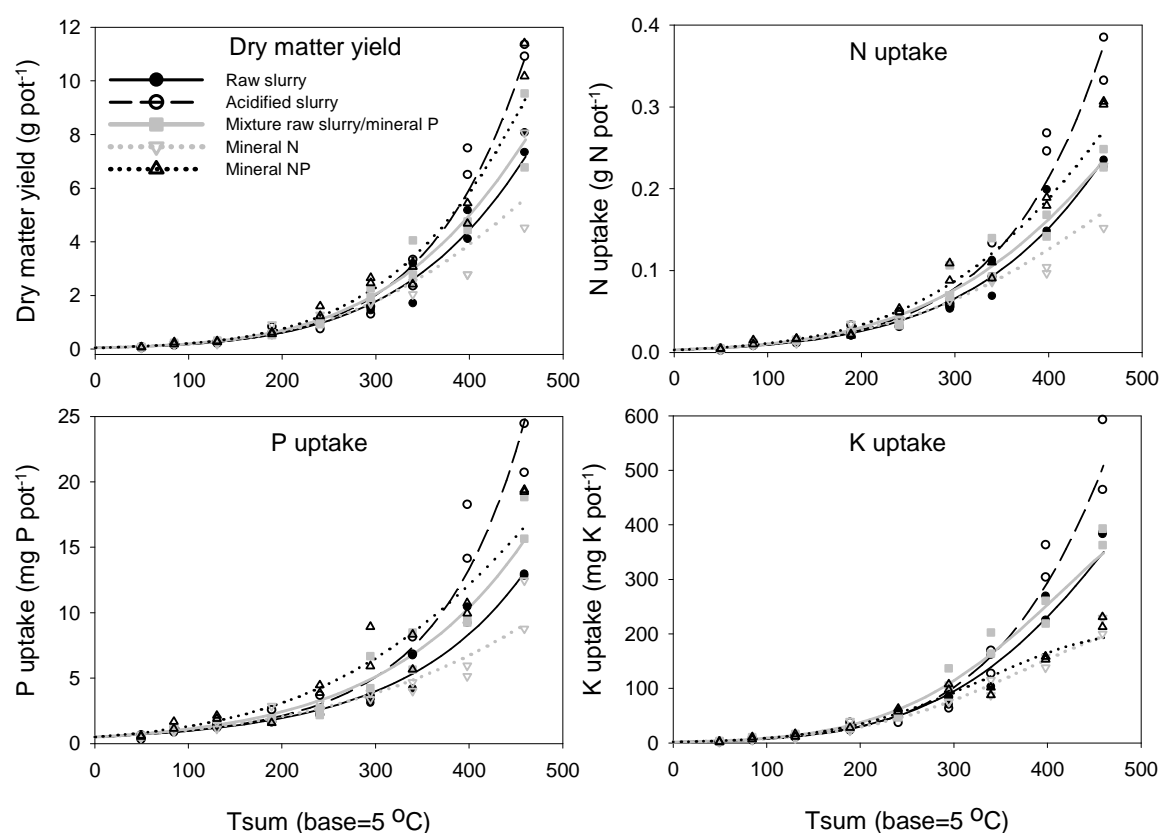 Dry matter yield
Raw slurry
Acidified slurry
Mixture raw slurry/mineral P
Mineral N
Mineral NP
Dry matter yield (g pot⁻¹)
12
10
8
6
4
2
0
0 100 200 300 400 500
N uptake
N uptake (g N pot⁻¹)
0.4
0.3
0.2
0.1
0.0
0 100 200 300 400 500
P uptake
P uptake (mg P pot⁻¹)
25
20
15
10
5
0
0 100 200 300 400 500
Tsum (base=5 ⁰C)
K uptake
K uptake (mg K pot⁻¹)
600
500
400
300
200
100
0
0 100 200 300 400 500
Tsum (base=5 ⁰C)